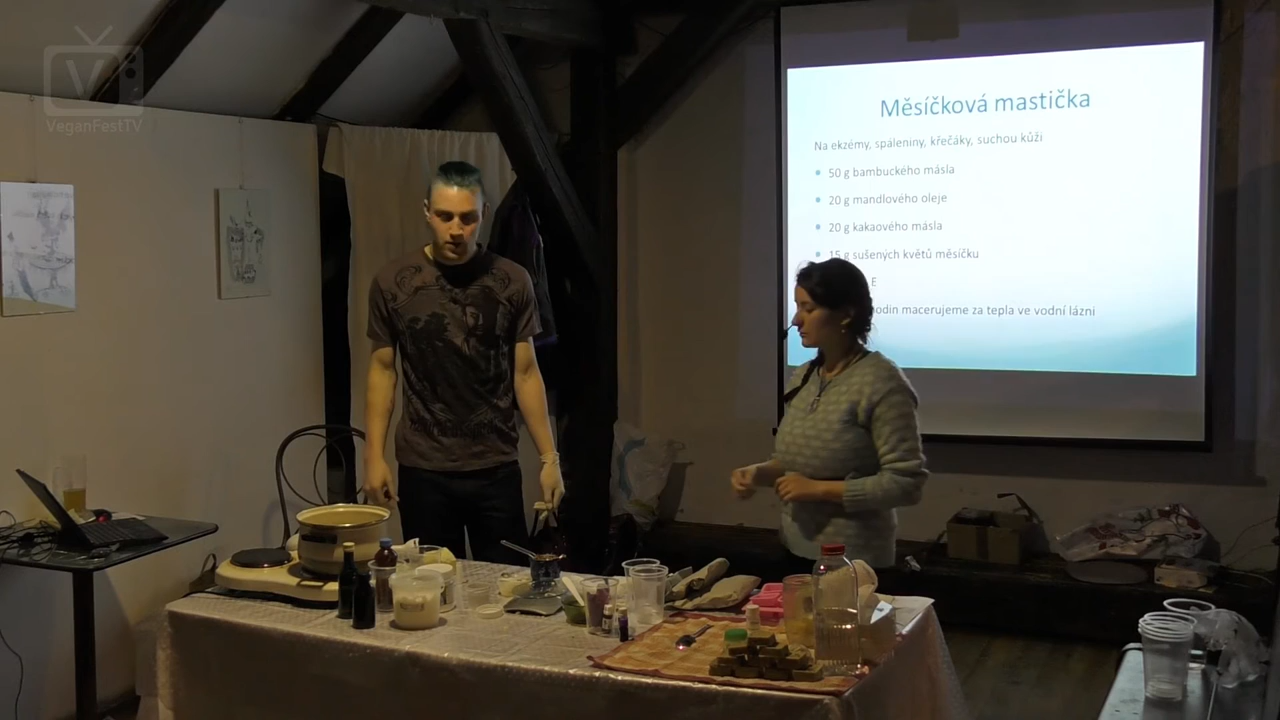 V
VeganFestTV
Měsíčková mastička
Na ekzémy, spáleniny, křečáky, suchou kůži
50 g bambuckého másla
20 g mandlového oleje
20 g kakaového másla
15 g sušených květů měsíčku
E
macerujeme za tepla ve vodní lázni